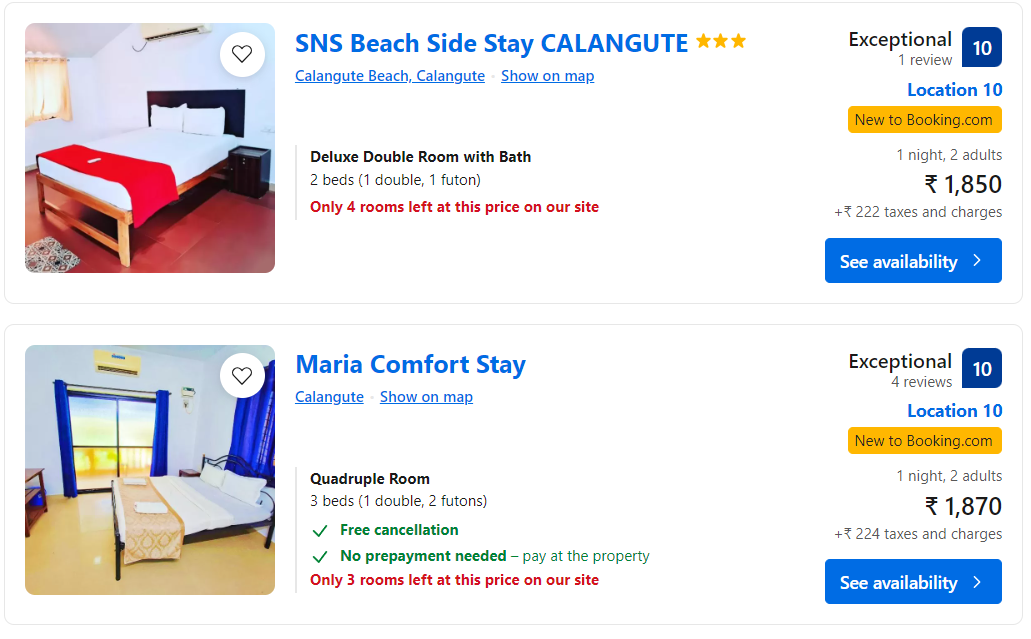 SNS Beach Side Stay CALANGUTE
Exceptional
1 review
10
Calangute Beach, Calangute · Show on map
Location 10
New to Booking.com
Deluxe Double Room with Bath
2 beds (1 double, 1 futon)
Only 4 rooms left at this price on our site
1 night, 2 adults
₹ 1,850
+₹ 222 taxes and charges
See availability
Maria Comfort Stay
Exceptional
4 reviews
10
Calangute · Show on map
Location 10
New to Booking.com
Quadruple Room
3 beds (1 double, 2 futons)
Free cancellation
No prepayment needed – pay at the property
Only 3 rooms left at this price on our site
1 night, 2 adults
₹ 1,870
+₹ 224 taxes and charges
See availability